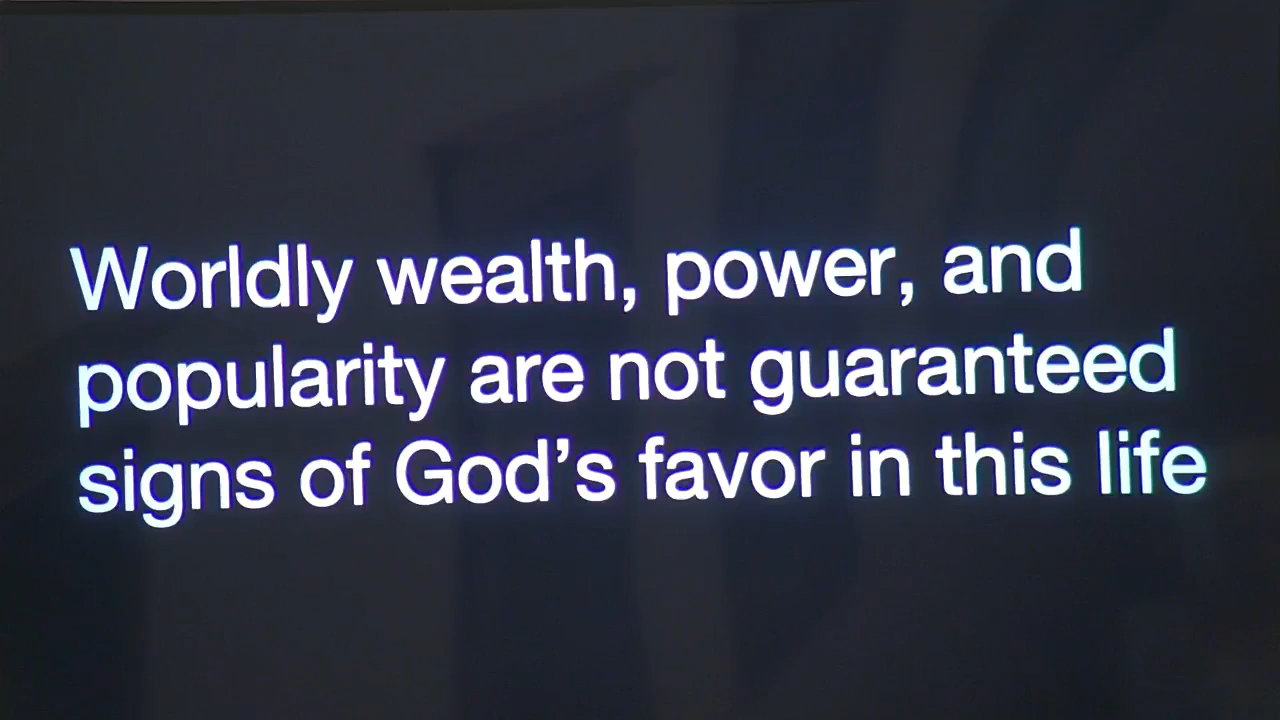 Worldly wealth, power, and
popularity are not guaranteed
signs of God’s favor in this life